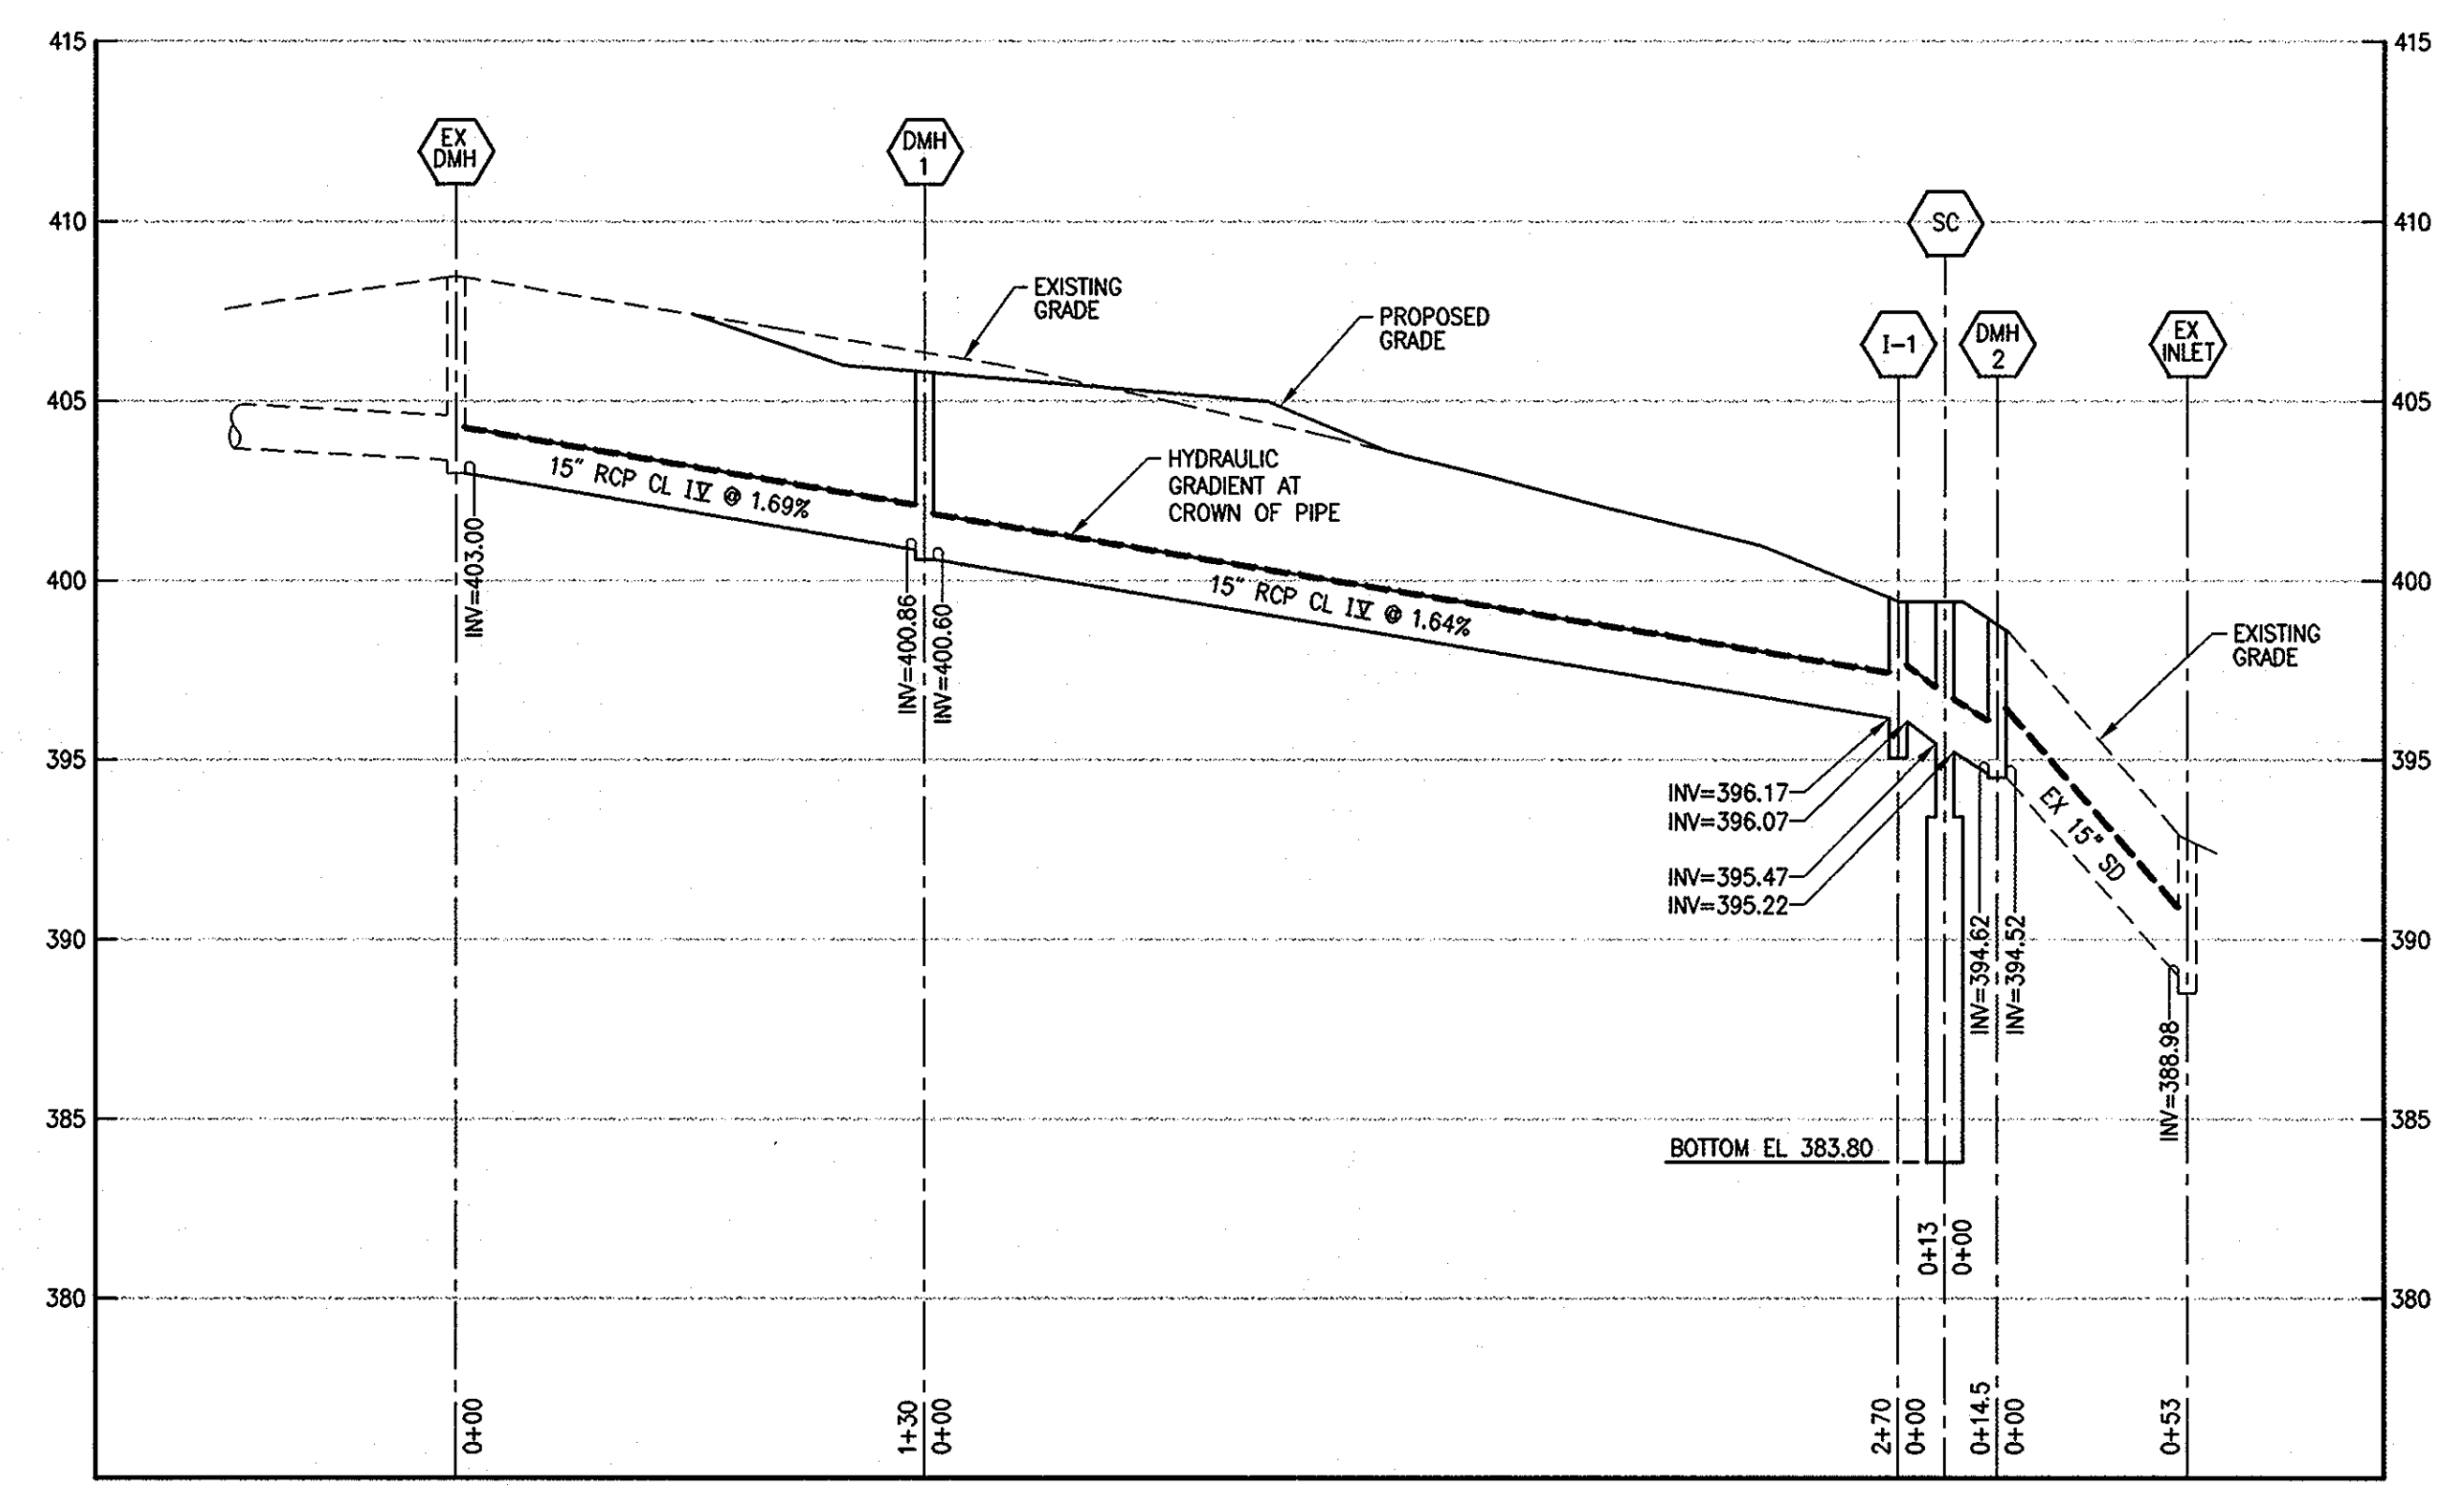 415
415
EX
DMH
DMH
1
SC
410
410
EXISTING
GRADE
PROPOSED
GRADE
I-1
DMH
2
EX
INLET
405
405
HYDRAULIC
GRADIENT AT
CROWN OF PIPE
15" RCP CL IV @ 1.69%
INV=403.00
400
400
INV=400.86
INV=400.60
15" RCP CL IV @ 1.64%
EXISTING
GRADE
395
395
INV=396.17
INV=396.07
INV=395.47
INV=395.22
EX 15" SD
390
390
INV=394.62
INV=394.52
INV=388.98
385
385
BOTTOM EL 383.80
0+13
0+00
380
380
0+00
1+30
0+00
2+70
0+00
0+14.5
0+00
0+53